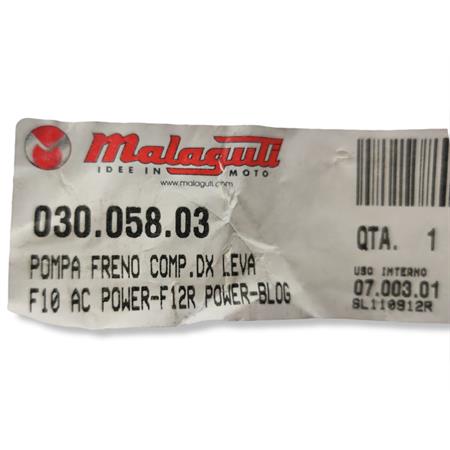 Malaguti
IDEE IN MOTO
www.malaguti.com
030.058.03
POMPA FRENO COMP.DX LEVA
F10 AC POWER-F12R POWER-BLOG
QTA. 1
USO INTERNO
07.003.01
SL110912R